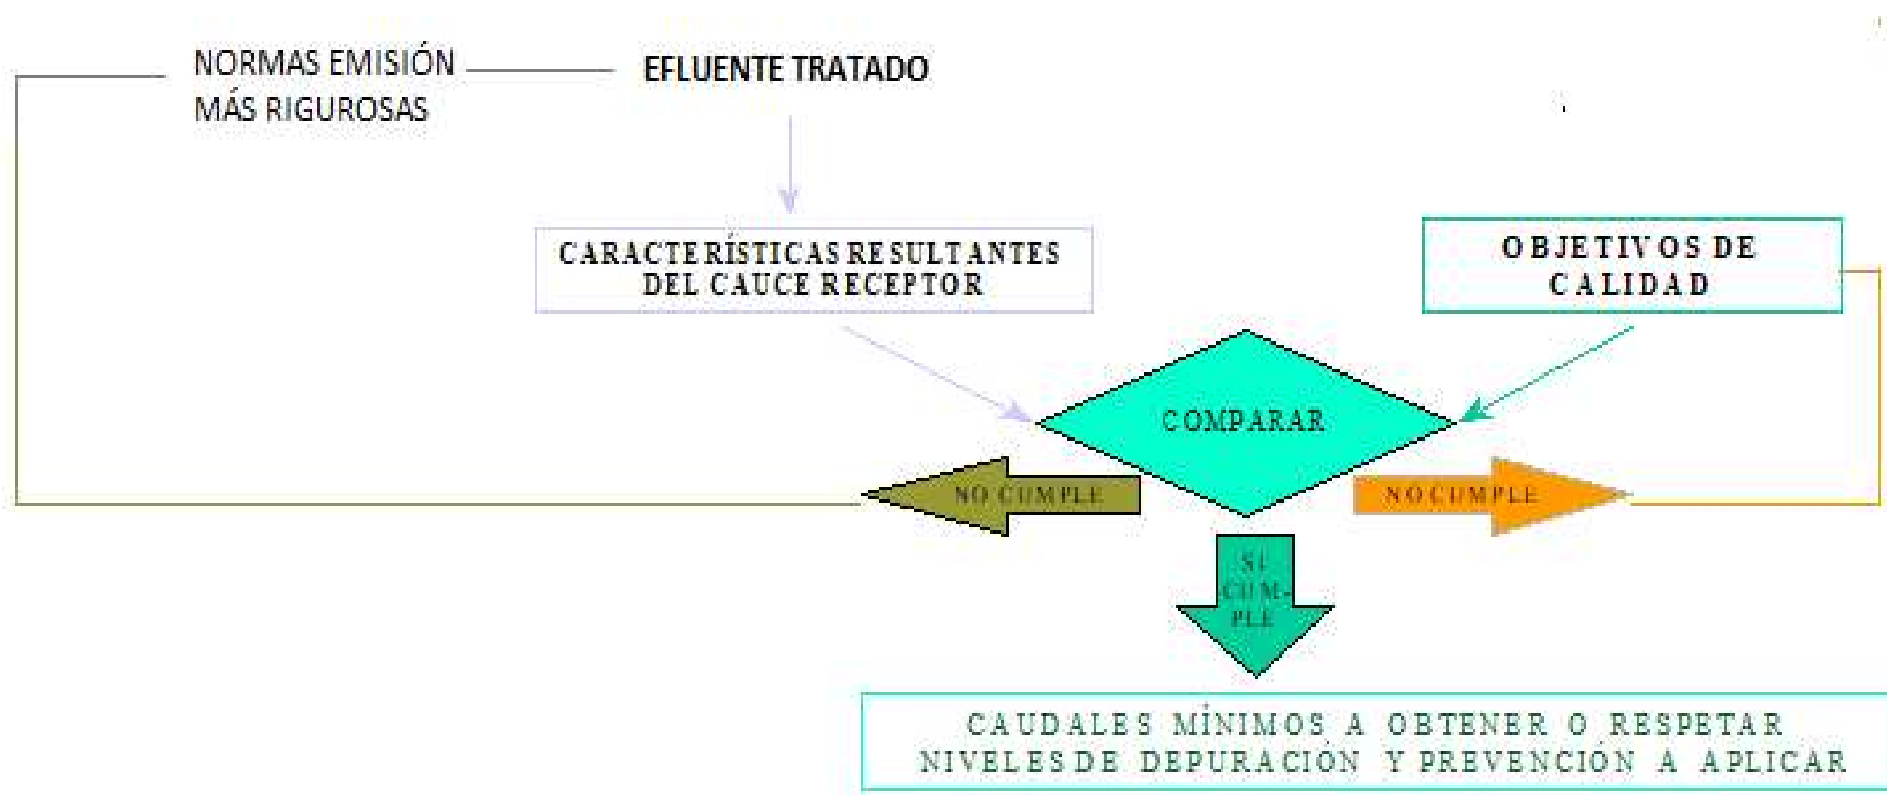 NORMAS EMISIÓN
MÁS RIGUROSAS
EFLUENTE TRATADO
CARACTERÍSTICAS RESULTANTES
DEL CAUCE RECEPTOR
OBJETIVOS DE
CALIDAD
COMPARAR
NO CUMPLE
NO CUMPLE
SI
CUM-
PLE
CAUDALES MÍNIMOS A OBTENER O RESPETAR
NIVELES DE DEPURACIÓN Y PREVENCIÓN A APLICAR